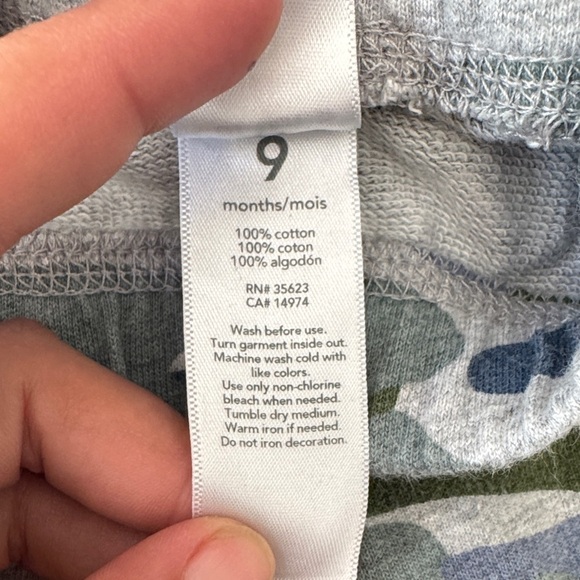 9
months/mois
100% cotton
100% coton
100% algodón
RN# 35623
CA# 14974
Wash before use.
Turn garment inside out.
Machine wash cold with
like colors.
Use only non-chlorine
bleach when needed.
Tumble dry medium.
Warm iron if needed.
Do not iron decoration.